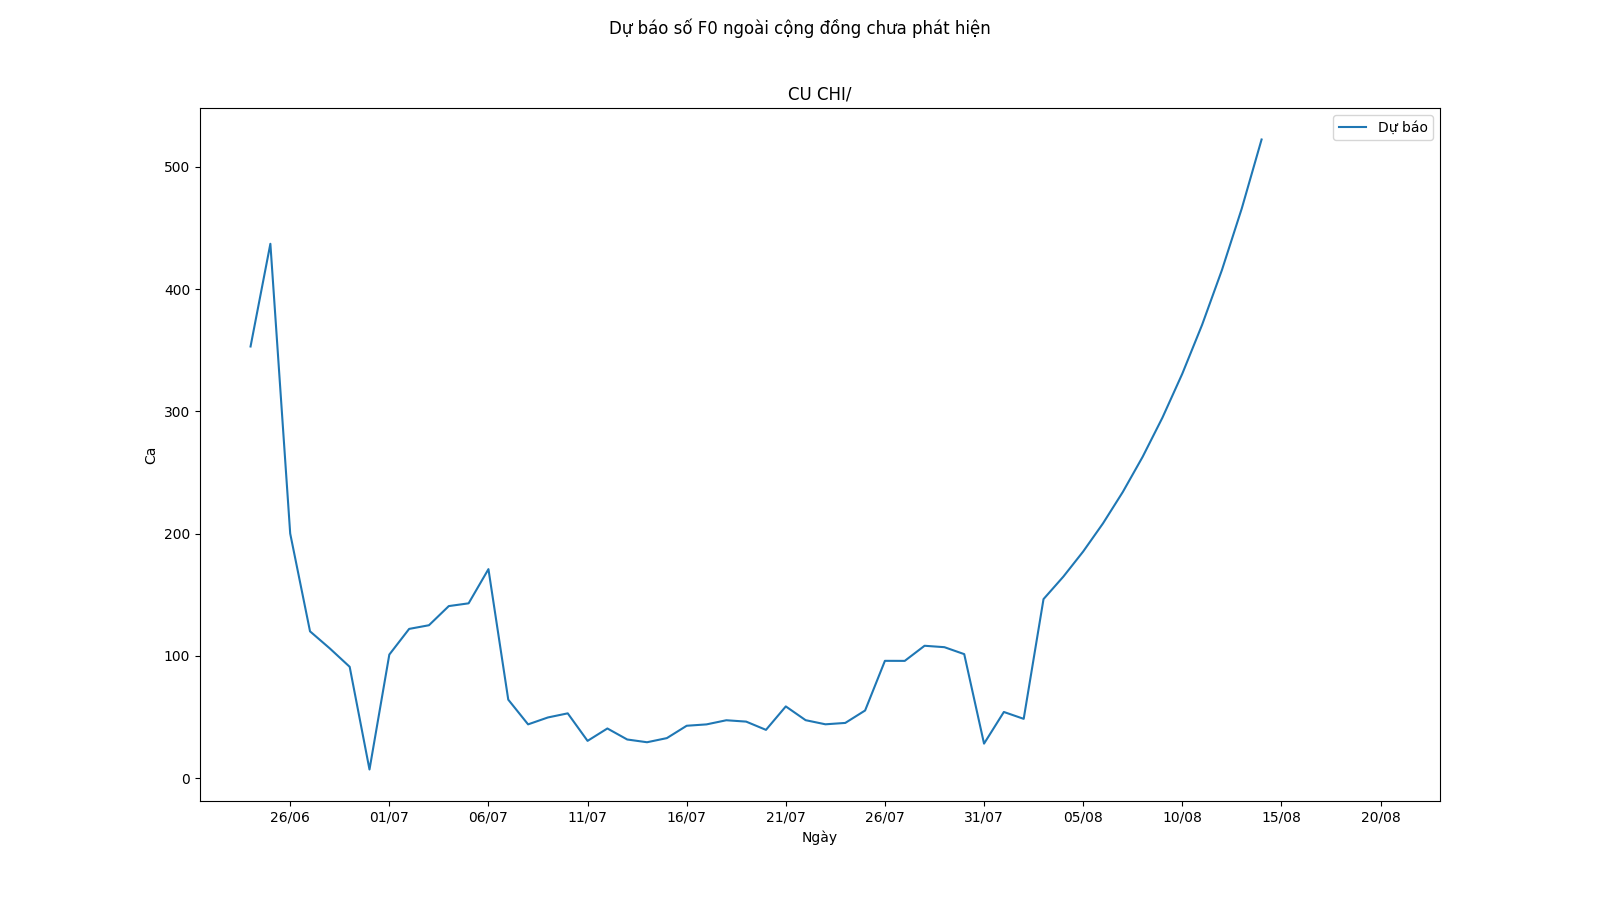 Dự báo số F0 ngoài cộng đồng chưa phát hiện
CU CHI/
Dự báo
500
400
300
200
100
0
Ca
26/06 01/07 06/07 11/07 16/07 21/07 26/07 31/07 05/08 10/08 15/08 20/08
Ngày